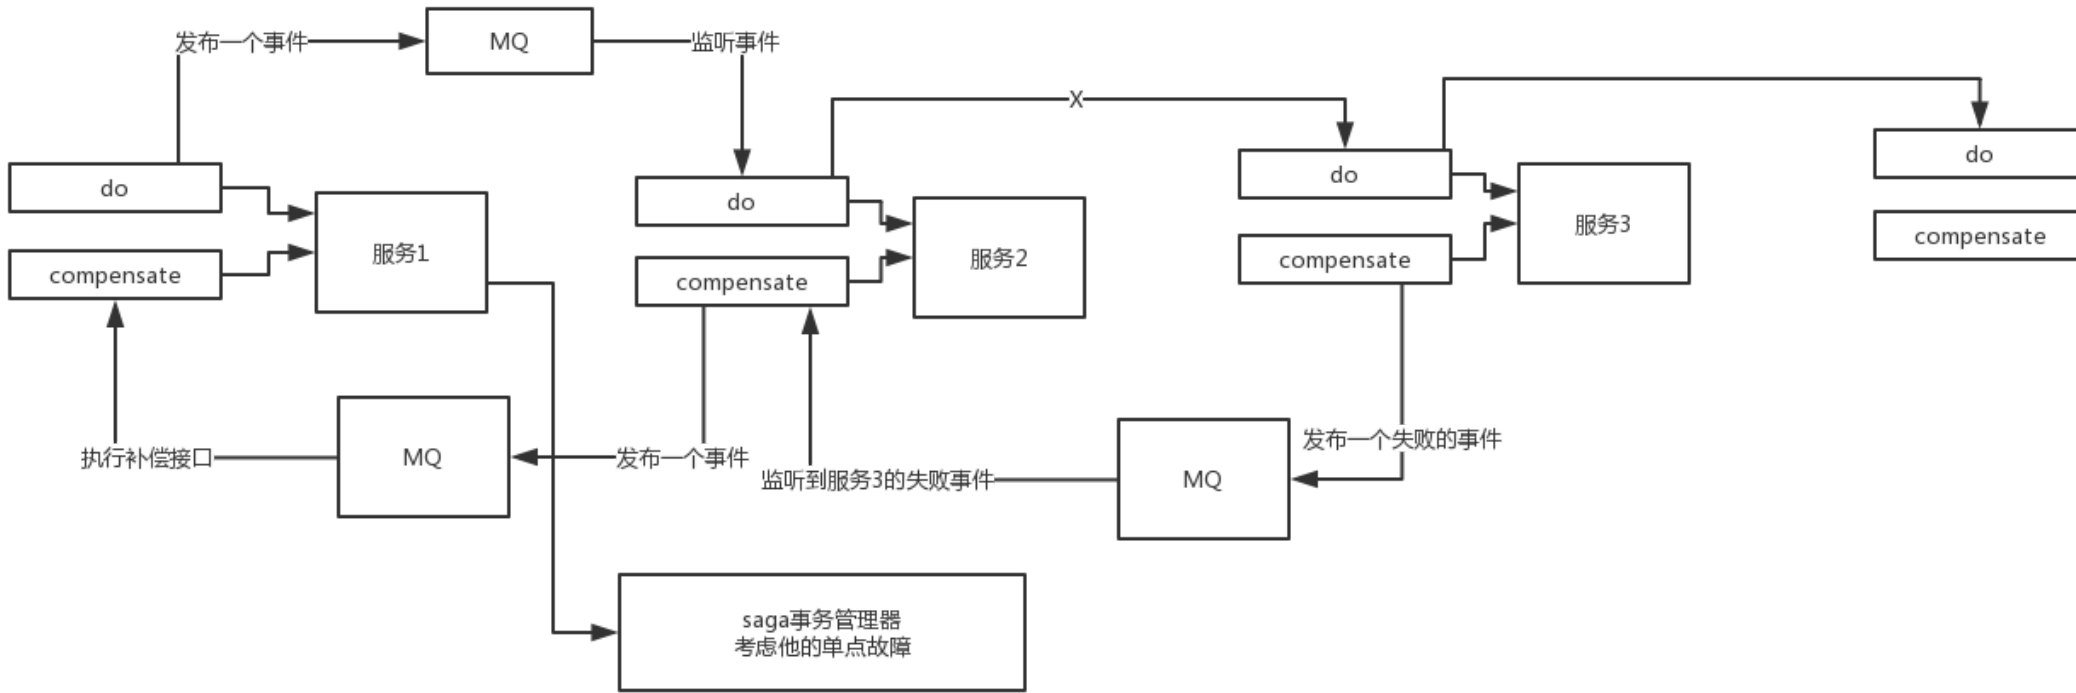 发布一个事件
MQ
监听事件
X
do
compensate
服务1
do
compensate
服务2
do
compensate
服务3
do
compensate
执行补偿接口
MQ
发布一个事件
监听到服务3的失败事件
MQ
发布一个失败的事件
saga事务管理器
考虑他的单点故障